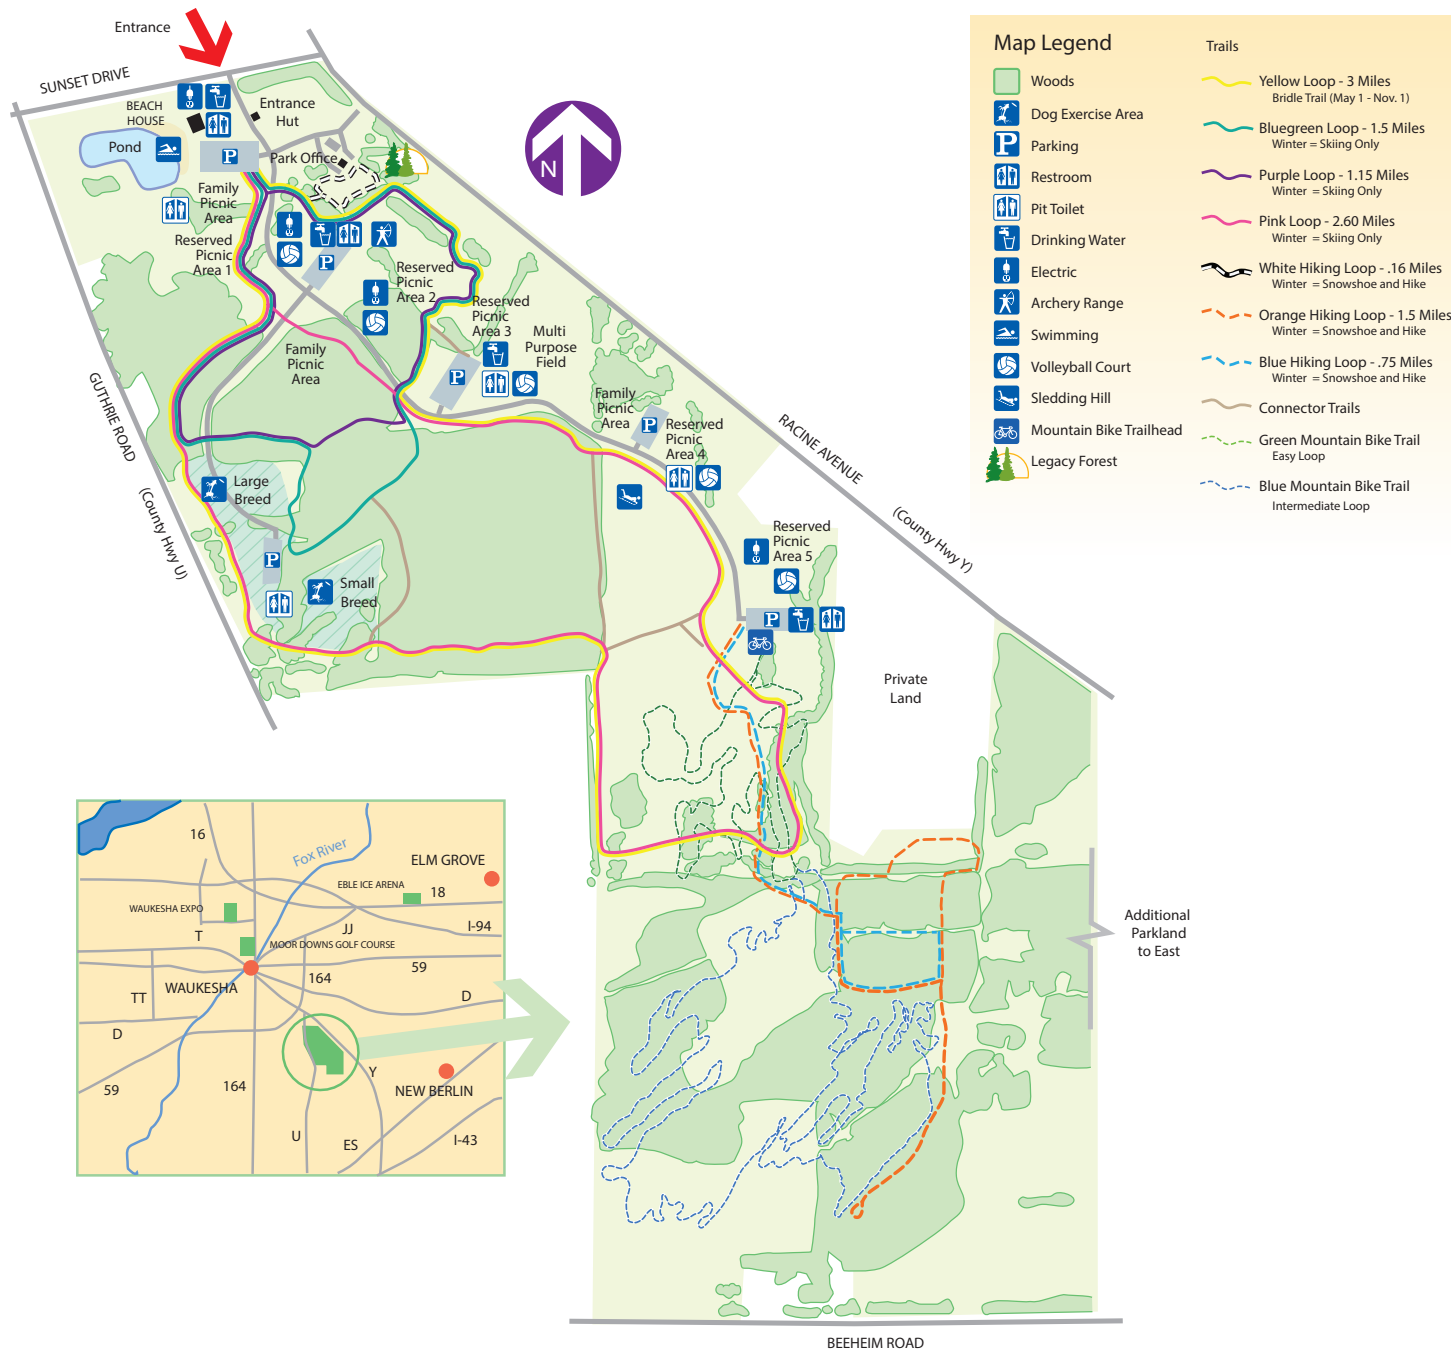 Entrance
SUNSET DRIVE
BEACH
HOUSE
Entrance
Hut
Pond
P
Park Office
Family
Picnic
Area
Reserved
Picnic
Area 1
P
Reserved
Picnic
Area 2
Reserved
Picnic
Area 3
Multi
Purpose
Field
Family
Picnic
Area
P
Family
Picnic
Area
P
Reserved
Picnic
Area 4
GUTHRIE ROAD
(County Hwy U)
RACINE AVENUE
(County Hwy Y)
Large
Breed
P
Small
Breed
Reserved
Picnic
Area 5
P
Private
Land
Additional
Parkland
to East
BEEHEIM ROAD
N
Map Legend
Woods
Dog Exercise Area
P Parking
Restroom
Pit Toilet
Drinking Water
Electric
Archery Range
Swimming
Volleyball Court
Sledding Hill
Mountain Bike Trailhead
Legacy Forest
Trails
Yellow Loop - 3 Miles
Bridle Trail (May 1 - Nov. 1)
Bluegreen Loop - 1.5 Miles
Winter = Skiing Only
Purple Loop - 1.15 Miles
Winter = Skiing Only
Pink Loop - 2.60 Miles
Winter = Skiing Only
White Hiking Loop - .16 Miles
Winter = Snowshoe and Hike
Orange Hiking Loop - 1.5 Miles
Winter = Snowshoe and Hike
Blue Hiking Loop - .75 Miles
Winter = Snowshoe and Hike
Connector Trails
Green Mountain Bike Trail
Easy Loop
Blue Mountain Bike Trail
Intermediate Loop
16
Fox River
ELM GROVE
EBLE ICE ARENA
18
WAUKESHA EXPO
T
JJ
I-94
MOOR DOWNS GOLF COURSE
59
164
WAUKESHA
TT
D
D
Y
59
164
NEW BERLIN
U
ES
I-43